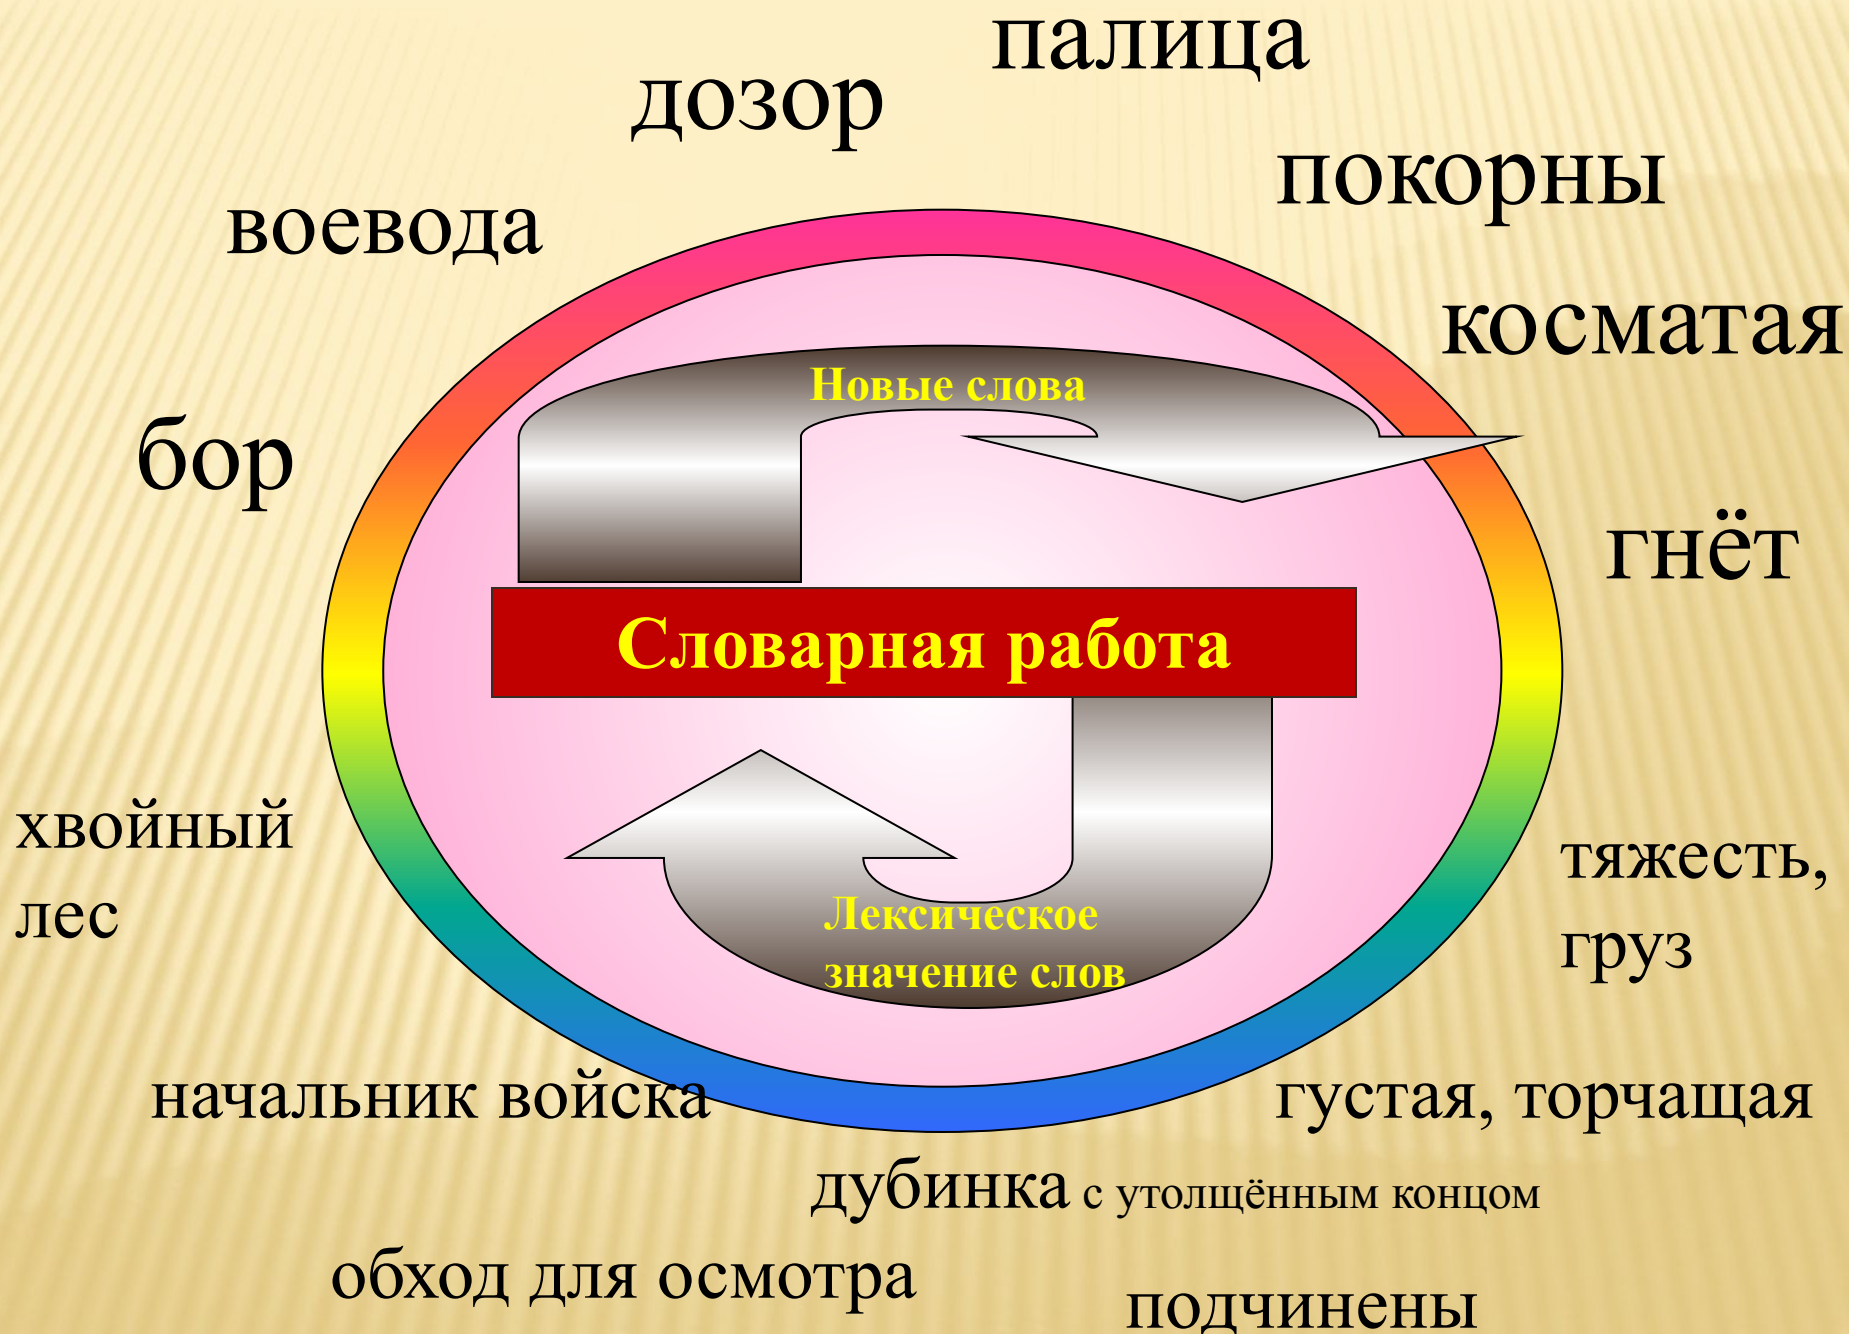 палица
дозор
покорны
воевода
косматая
Новые слова
бор
гнёт
Словарная работа
хвойный
лес
тяжесть,
груз
Лексическое
значение слов
начальник войска
густая, торчащая
дубинка с утолщённым концом
обход для осмотра
подчинены